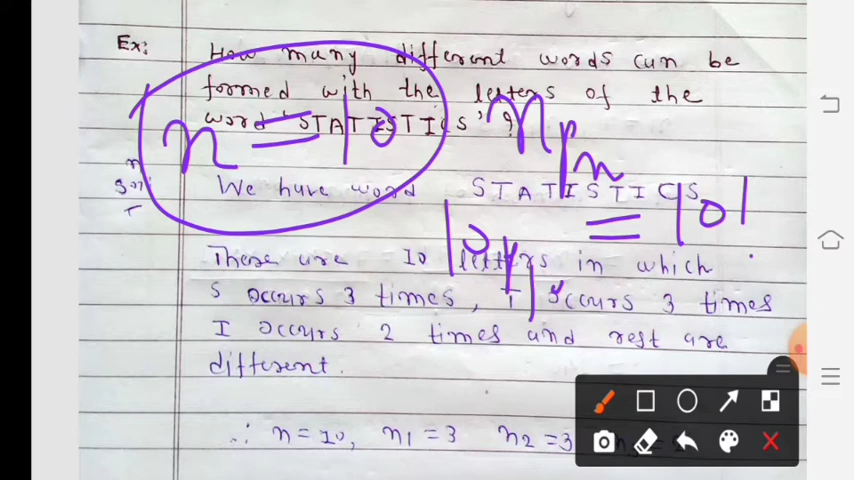 Ex: How many different words can be
formed with the letters of the
word 'STATISTICS' ?
n = 10
nPn
= 10!
Soln:
We have word STATISTICS
10P10
There are 10 letters in which
S occurs 3 times, T occurs 3 times
I occurs 2 times and rest are
different.
∴ n=10, n1 =3 n2 =3